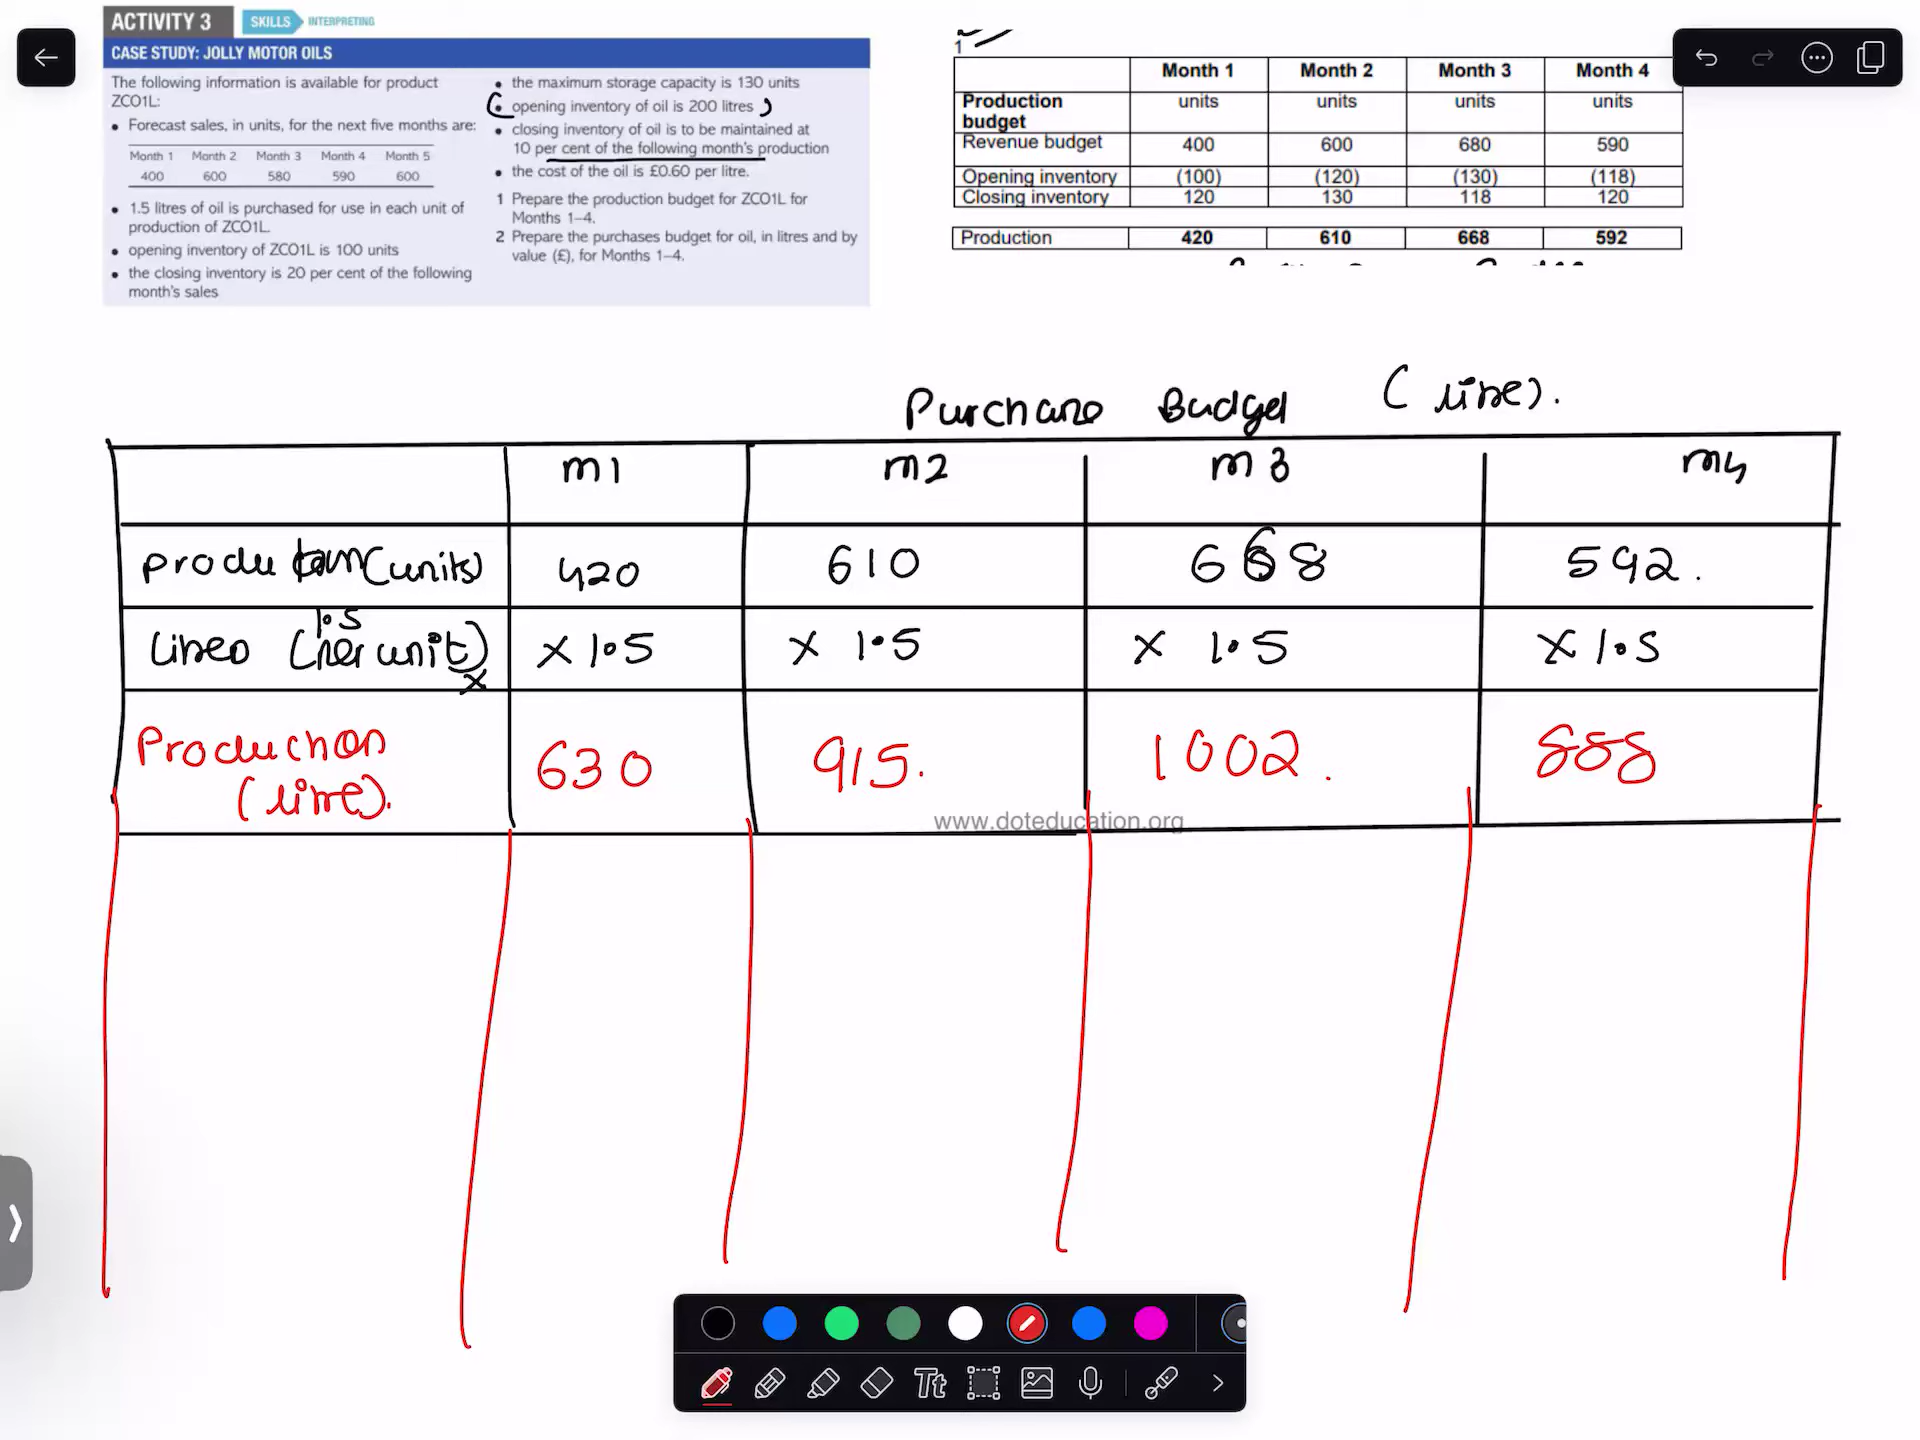 ACTIVITY 3
SKILLS
INTERPRETING
CASE STUDY: JOLLY MOTOR OILS
The following information is available for product
ZCO1L:
• Forecast sales, in units, for the next five months are:
Month 1 Month 2 Month 3 Month 4 Month 5
400 600 580 590 600
• 1.5 litres of oil is purchased for use in each unit of
production of ZCO1L.
• opening inventory of ZCO1L is 100 units
• the closing inventory is 20 per cent of the following
month's sales
• the maximum storage capacity is 130 units
• opening inventory of oil is 200 litres
• closing inventory of oil is to be maintained at
10 per cent of the following month's production
• the cost of the oil is £0.60 per litre.
1 Prepare the production budget for ZCO1L for
Months 1–4.
2 Prepare the purchases budget for oil, in litres and by
value (£), for Months 1–4.
1
Month 1 Month 2 Month 3 Month 4
Production budget units units units units
Revenue budget 400 600 680 590
Opening inventory (100) (120) (130) (118)
Closing inventory 120 130 118 120
Production 420 610 668 592
Purchase Budget (litre).
m1 m2 m3 m4
Production (units) 420 610 668 592.
1.5
Litres (per unit) × 1.5 × 1.5 × 1.5 × 1.5
×
Production 630 915. 1002. 888
(litre).
www.doteducation.org
Tt